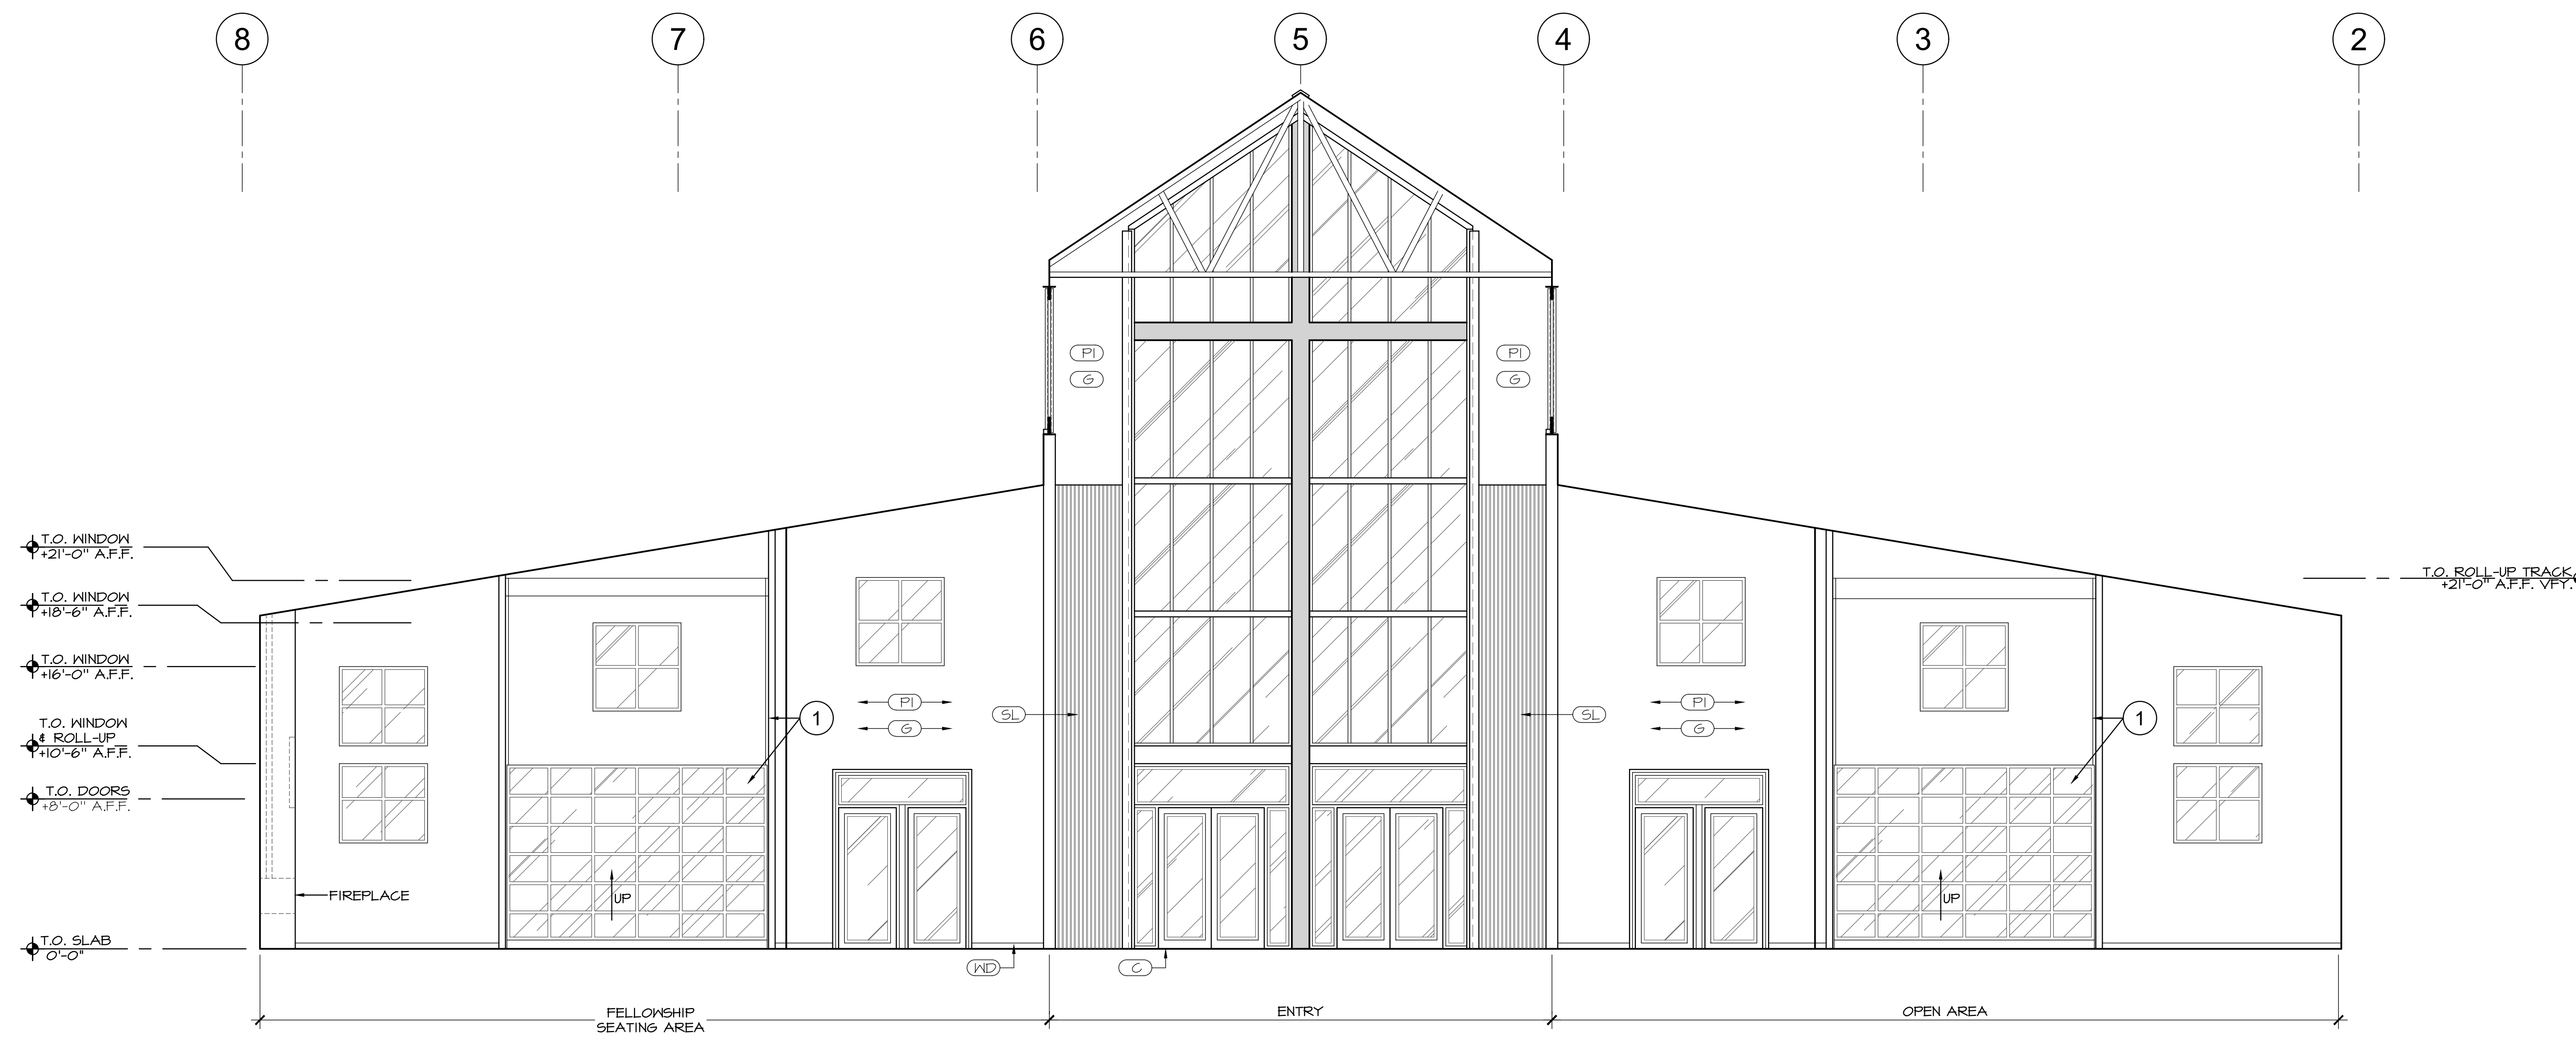 8
7
6
5
4
3
2
PI
G
PI
G
T.O. WINDOW
+21'-0" A.F.F.
T.O. WINDOW
+18'-6" A.F.F.
T.O. WINDOW
+16'-0" A.F.F.
T.O. WINDOW
& ROLL-UP
+10'-6" A.F.F.
T.O. DOORS
+8'-0" A.F.F.
T.O. SLAB
0'-0"
T.O. ROLL-UP TRACK
+21'-0" A.F.F. VFY.
1
PI
G
SL
SL
PI
G
1
FIREPLACE
UP
UP
WD
C
FELLOWSHIP
SEATING AREA
ENTRY
OPEN AREA